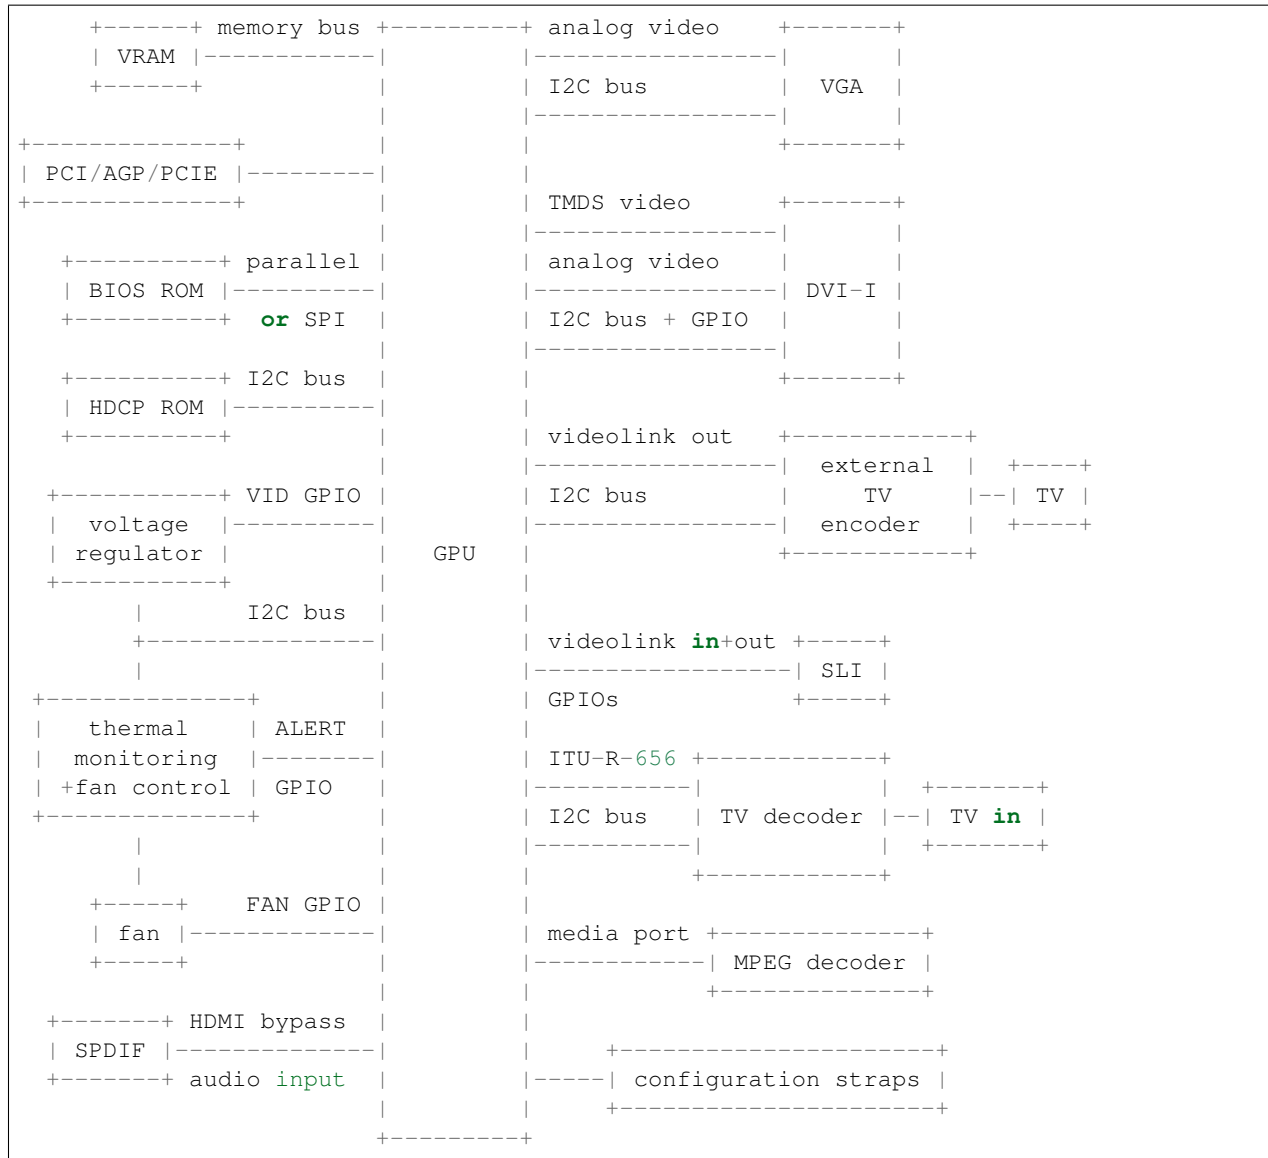 +------+ memory bus +---------+ analog video    +-------+
| VRAM |------------|         |-----------------|       |
+------+            |         | I2C bus         |  VGA  |
|         |-----------------|       |
+--------------+         |         |                 +-------+
| PCI/AGP/PCIE |---------|         |
+--------------+         |         | TMDS video      +-------+
|         |-----------------|       |
+----------+ parallel |         | analog video    |       |
| BIOS ROM |----------|         |-----------------| DVI-I |
+----------+  or SPI  |         | I2C bus + GPIO  |       |
|         |-----------------|       |
+----------+ I2C bus  |         |                 +-------+
| HDCP ROM |----------|         |
+----------+          |         | videolink out   +------------+
|         |-----------------|  external  |  +----+
+-----------+ VID GPIO |         | I2C bus         |     TV     |--| TV |
|  voltage  |----------|         |-----------------|  encoder   |  +----+
| regulator |          |   GPU   |                 +------------+
+-----------+          |         |
|       I2C bus  |         |
+----------------|         | videolink in+out +-----+
|                |         |------------------| SLI |
+--------------+        |         | GPIOs            +-----+
|   thermal    | ALERT  |         |
|  monitoring  |--------|         | ITU-R-656 +------------+
| +fan control | GPIO   |         |-----------|            |  +-------+
+--------------+        |         | I2C bus   | TV decoder |--| TV in |
|                |         |-----------|            |  +-------+
|                |         |           +------------+
+-----+    FAN GPIO |         |
| fan |-------------|         | media port +--------------+
+-----+             |         |------------| MPEG decoder |
|         |            +--------------+
+-------+ HDMI bypass  |         |
| SPDIF |--------------|         |     +----------------------+
+-------+ audio input  |         |-----| configuration straps |
|         |     +----------------------+
+---------+